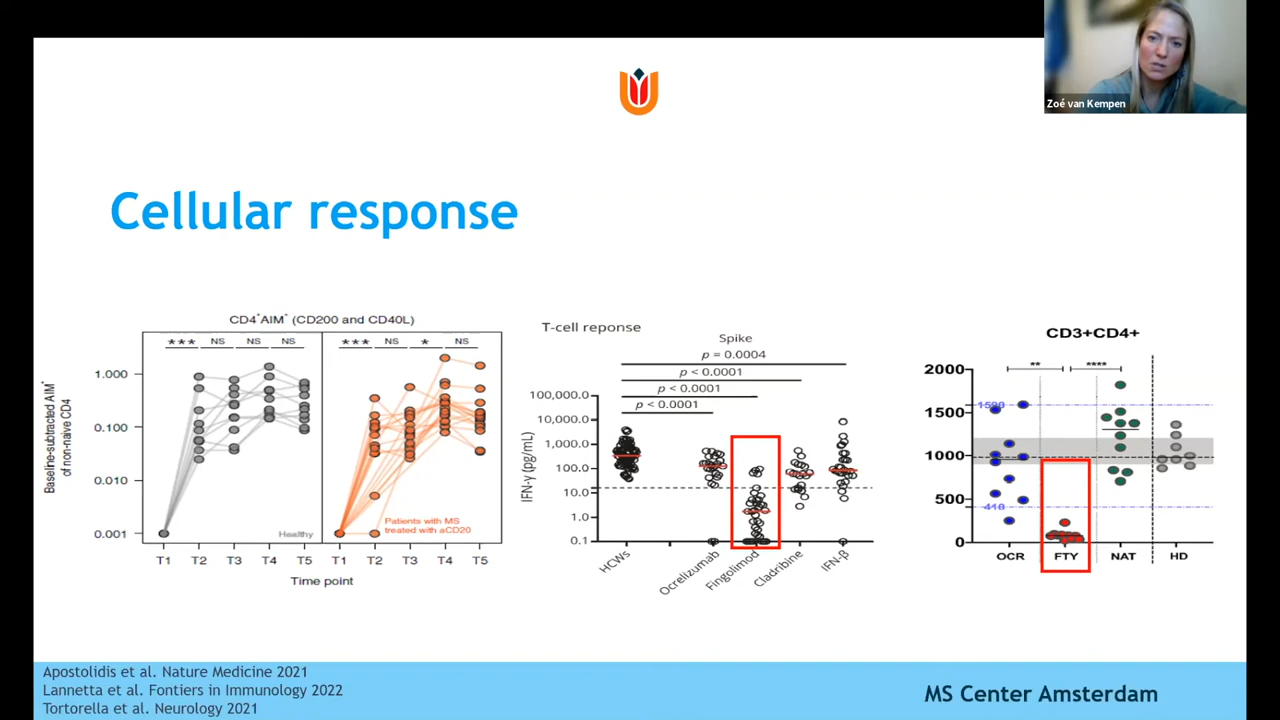 Zoé van Kempen
Cellular response
CD4+AIM+ (CD200 and CD40L)
*** NS NS NS
*** NS * NS
Baseline-subtracted AIM+
of non-naive CD4
1.000
0.100
0.010
0.001
Healthy
Patients with MS
treated with aCD20
T1 T2 T3 T4 T5 T1 T2 T3 T4 T5
Time point
T-cell reponse
Spike
p = 0.0004
p < 0.0001
p < 0.0001
p < 0.0001
IFN-γ (pg/mL)
100,000.0
10,000.0
1,000.0
100.0
10.0
1.0
0.1
HCWs Ocrelizumab Fingolimod Cladribine IFN-β
CD3+CD4+
** ****
2000
1500
1000
500
0
1590
410
OCR FTY NAT HD
Apostolidis et al. Nature Medicine 2021
Lannetta et al. Fontiers in Immunology 2022
Tortorella et al. Neurology 2021
MS Center Amsterdam